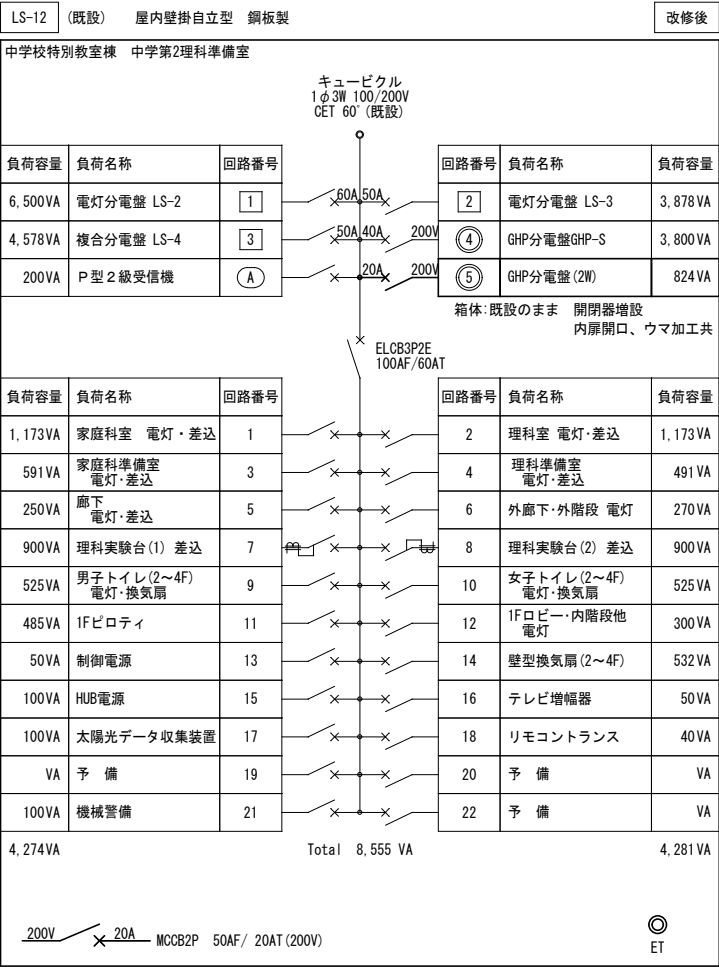 LS-12 (既設) 屋内壁掛自立型 鋼板製 改修後
中学校特別教室棟 中学第2理科準備室
キュービクル
1φ3W 100/200V
CET 60°(既設)
負荷容量 負荷名称 回路番号 回路番号 負荷名称 負荷容量
6,500VA 電灯分電盤 LS-2 1 60A 50A 2 電灯分電盤 LS-3 3,878VA
4,578VA 複合分電盤 LS-4 3 50A 40A 200V 4 GHP分電盤GHP-S 3,800VA
200VA P型2級受信機 A 20A 200V 5 GHP分電盤(2W) 824VA
箱体:既設のまま 開閉器増設
内扉開口、ウマ加工共
ELCB3P2E
100AF/60AT
負荷容量 負荷名称 回路番号 回路番号 負荷名称 負荷容量
1,173VA 家庭科室 電灯・差込 1 2 理科室 電灯・差込 1,173VA
591VA 家庭科準備室 電灯・差込 3 4 理科準備室 電灯・差込 491VA
250VA 廊下 電灯・差込 5 6 外廊下・外階段 電灯 270VA
900VA 理科実験台(1) 差込 7 8 理科実験台(2) 差込 900VA
525VA 男子トイレ(2～4F) 電灯・換気扇 9 10 女子トイレ(2～4F) 電灯・換気扇 525VA
485VA 1Fピロティ 11 12 1Fロビー・内階段他 電灯 300VA
50VA 制御電源 13 14 壁型換気扇(2～4F) 532VA
100VA HUB電源 15 16 テレビ増幅器 50VA
100VA 太陽光データ収集装置 17 18 リモコントランス 40VA
VA 予 備 19 20 予 備 VA
100VA 機械警備 21 22 予 備 VA
4,274VA Total 8,555 VA 4,281VA
200V 20A MCCB2P 50AF/ 20AT(200V)
ET